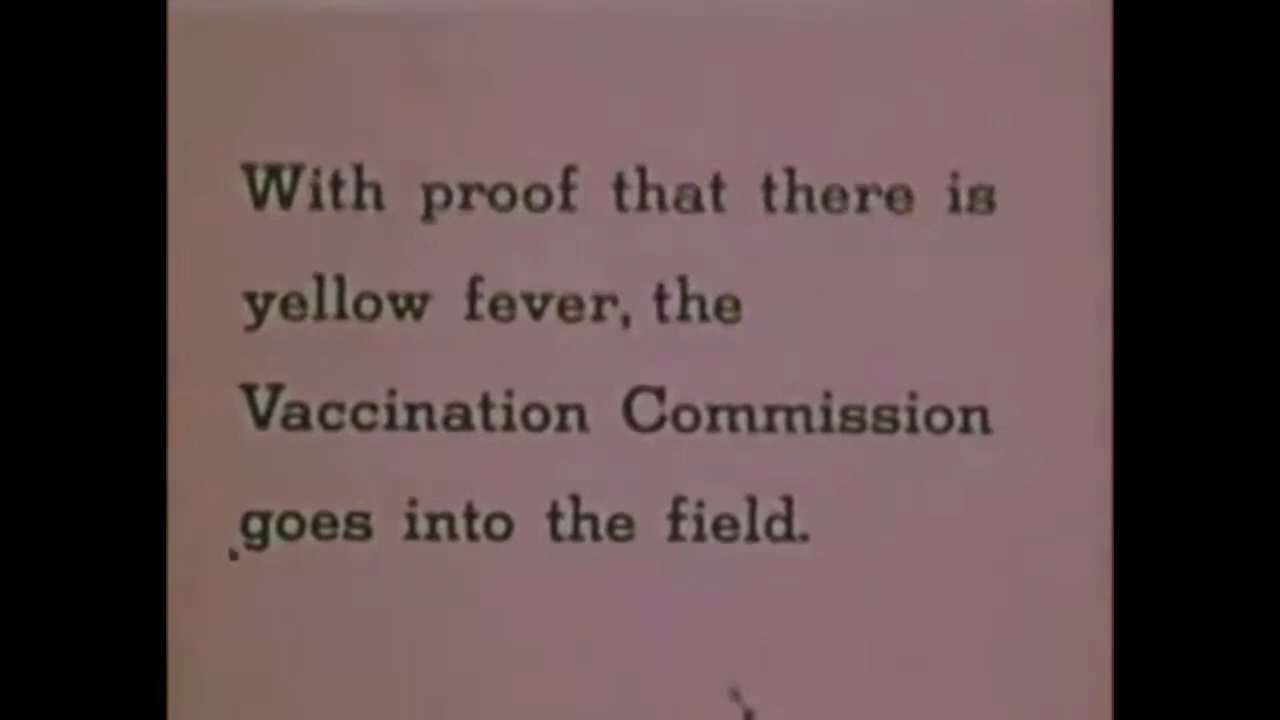 With proof that there is
yellow fever, the
Vaccination Commission
goes into the field.